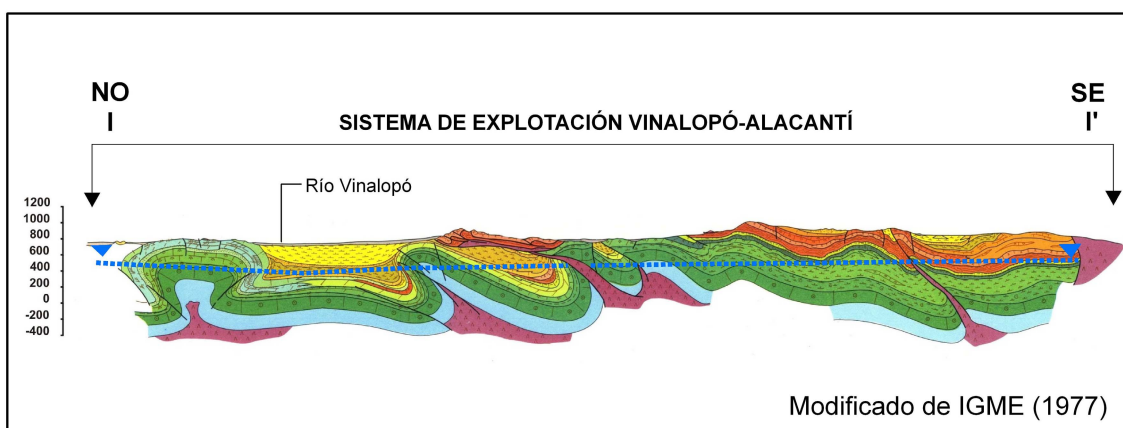 NO
I
SE
I'
SISTEMA DE EXPLOTACIÓN VINALOPÓ-ALACANTÍ
Río Vinalopó
1200
1000
800
600
400
200
0
-200
-400
Modificado de IGME (1977)